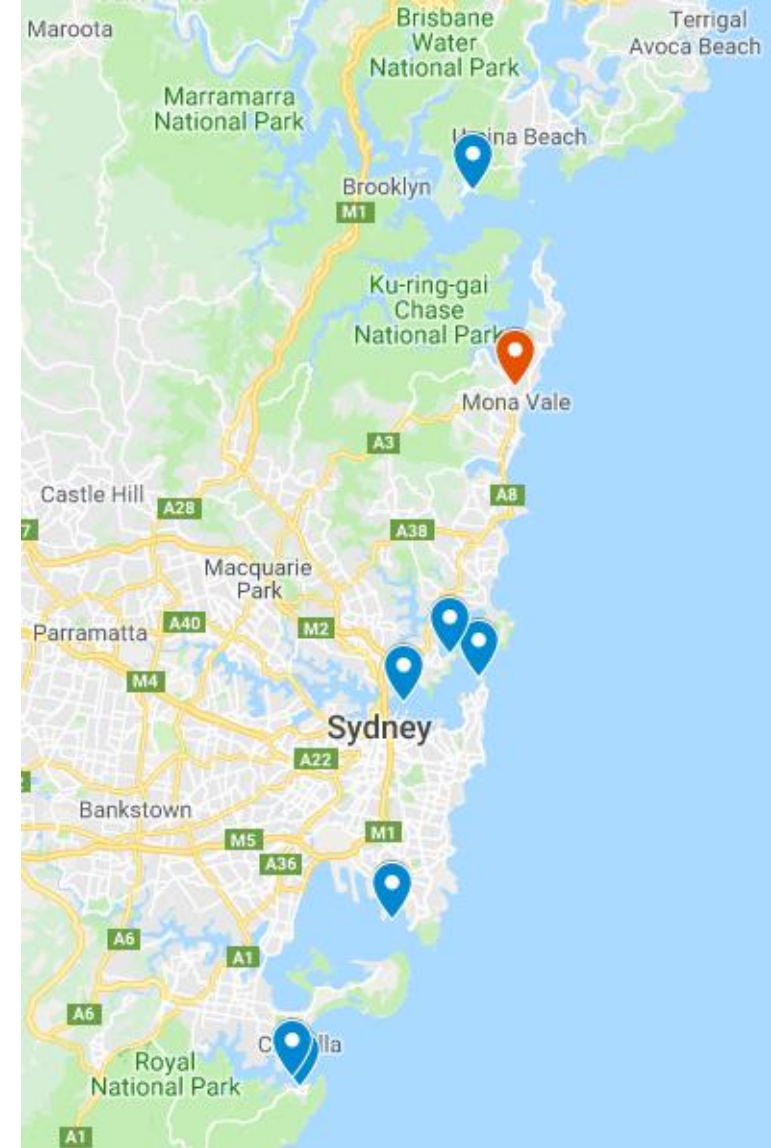 Brisbane
Water
National Park
Terrigal
Avoca Beach
Maroota
Marramarra
National Park
Beach
Brooklyn
M1
Ku-ring-gai
Chase
National Park
Mona Vale
A3
Castle Hill
A28
A8
7
A38
Macquarie
Park
A40
M2
Parramatta
M4
Sydney
A22
Bankstown
M1
M5
A36
A6
A1
A6
Royal
National Park
A1